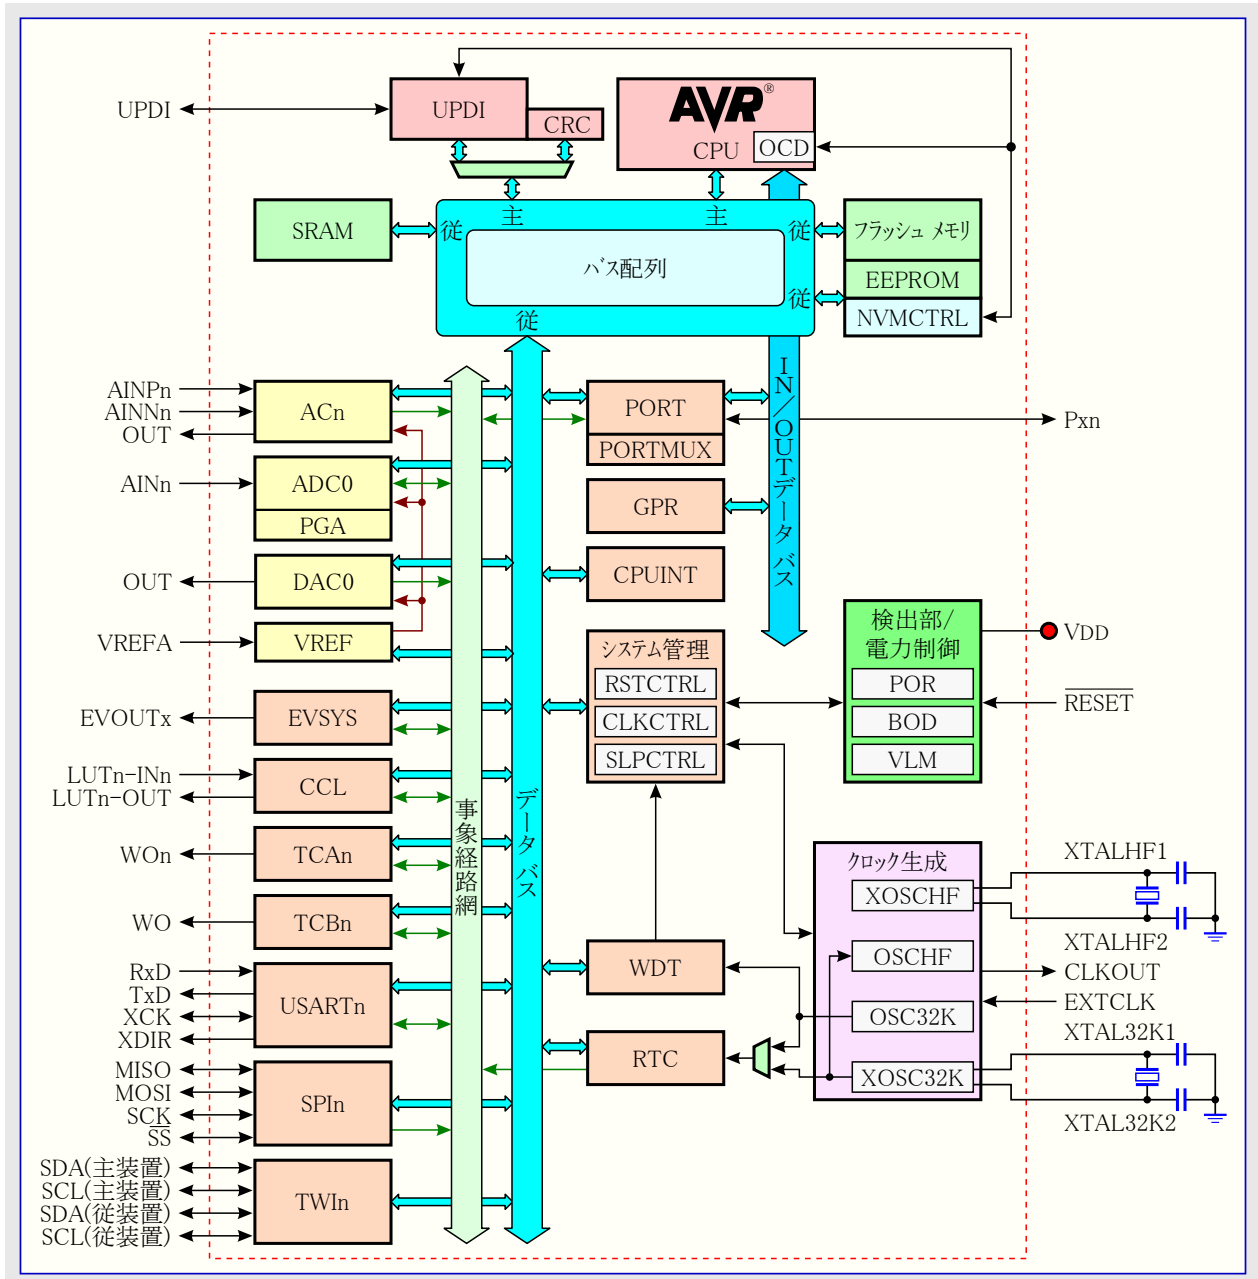 UPDI
UPDI
CRC
AVR®
CPU
OCD
SRAM
主
主
従
従
従
従
バス配列
フラッシュ メモリ
EEPROM
NVMCTRL
AINPn
AINNn
OUT
ACn
AINn
ADC0
PGA
OUT
DAC0
VREFA
VREF
EVOUTx
EVSYS
LUTn-INn
LUTn-OUT
CCL
WOn
TCAn
WO
TCBn
RxD
TxD
XCK
XDIR
USARTn
MISO
MOSI
SCK
SS
SPIn
SDA(主装置)
SCL(主装置)
SDA(従装置)
SCL(従装置)
TWIn
事象経路網
データ バス
IN/OUTデータ バス
PORT
PORTMUX
Pxn
GPR
CPUINT
システム管理
RSTCTRL
CLKCTRL
SLPCTRL
検出部/
電力制御
POR
BOD
VLM
VDD
RESET
WDT
RTC
クロック生成
XOSCHF
OSCHF
OSC32K
XOSC32K
XTALHF1
XTALHF2
CLKOUT
EXTCLK
XTAL32K1
XTAL32K2